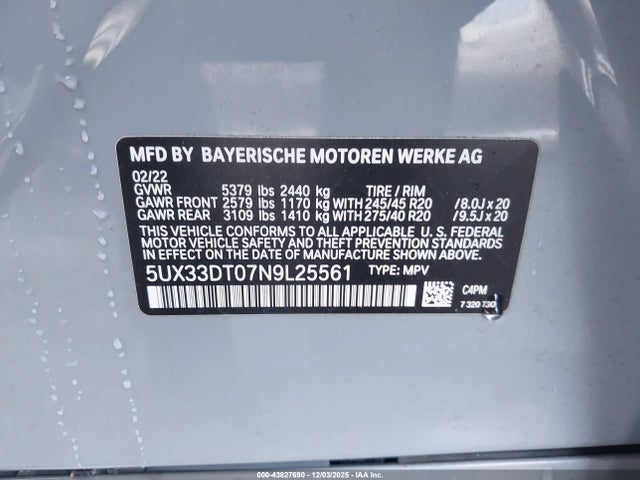 MFD BY BAYERISCHE MOTOREN WERKE AG
02/22
GVWR 5379 lbs 2440 kg TIRE / RIM
GAWR FRONT 2579 lbs 1170 kg WITH 245/45 R20 /8.0J x 20
GAWR REAR 3109 lbs 1410 kg WITH 275/40 R20 /9.5J x 20
THIS VEHICLE CONFORMS TO ALL APPLICABLE U. S. FEDERAL
MOTOR VEHICLE SAFETY, BUMPER, AND THEFT PREVENTION
STANDARDS IN EFFECT ON THE DATE OF MANUFACTURE SHOWN ABOVE.
5UX33DT07N9L25561 TYPE: MPV
C4PM
7 320 730
000-43827690 - 12/03/2025 - IAA Inc.